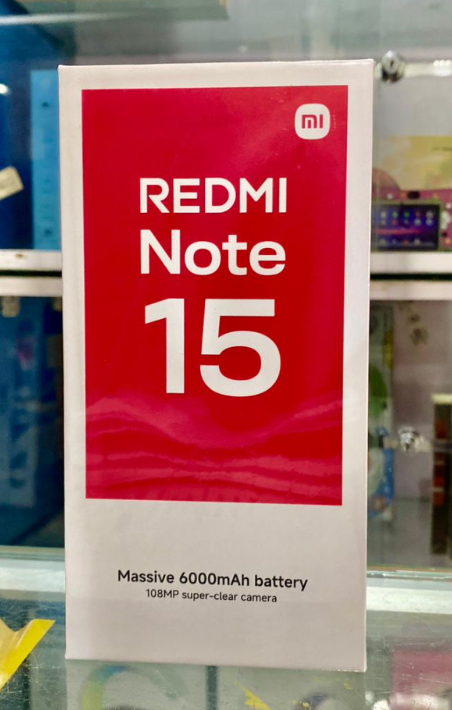 mi
REDMI
Note
15
Massive 6000mAh battery
108MP super-clear camera